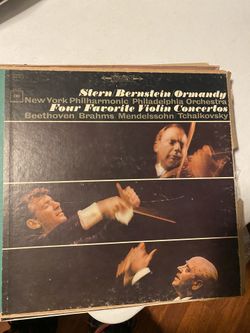 Stern Bernstein Ormandy
New York Philharmonic Philadelphia Orchestra
Four Favorite Violin Concertos
Beethoven Brahms Mendelssohn Tchaikovsky